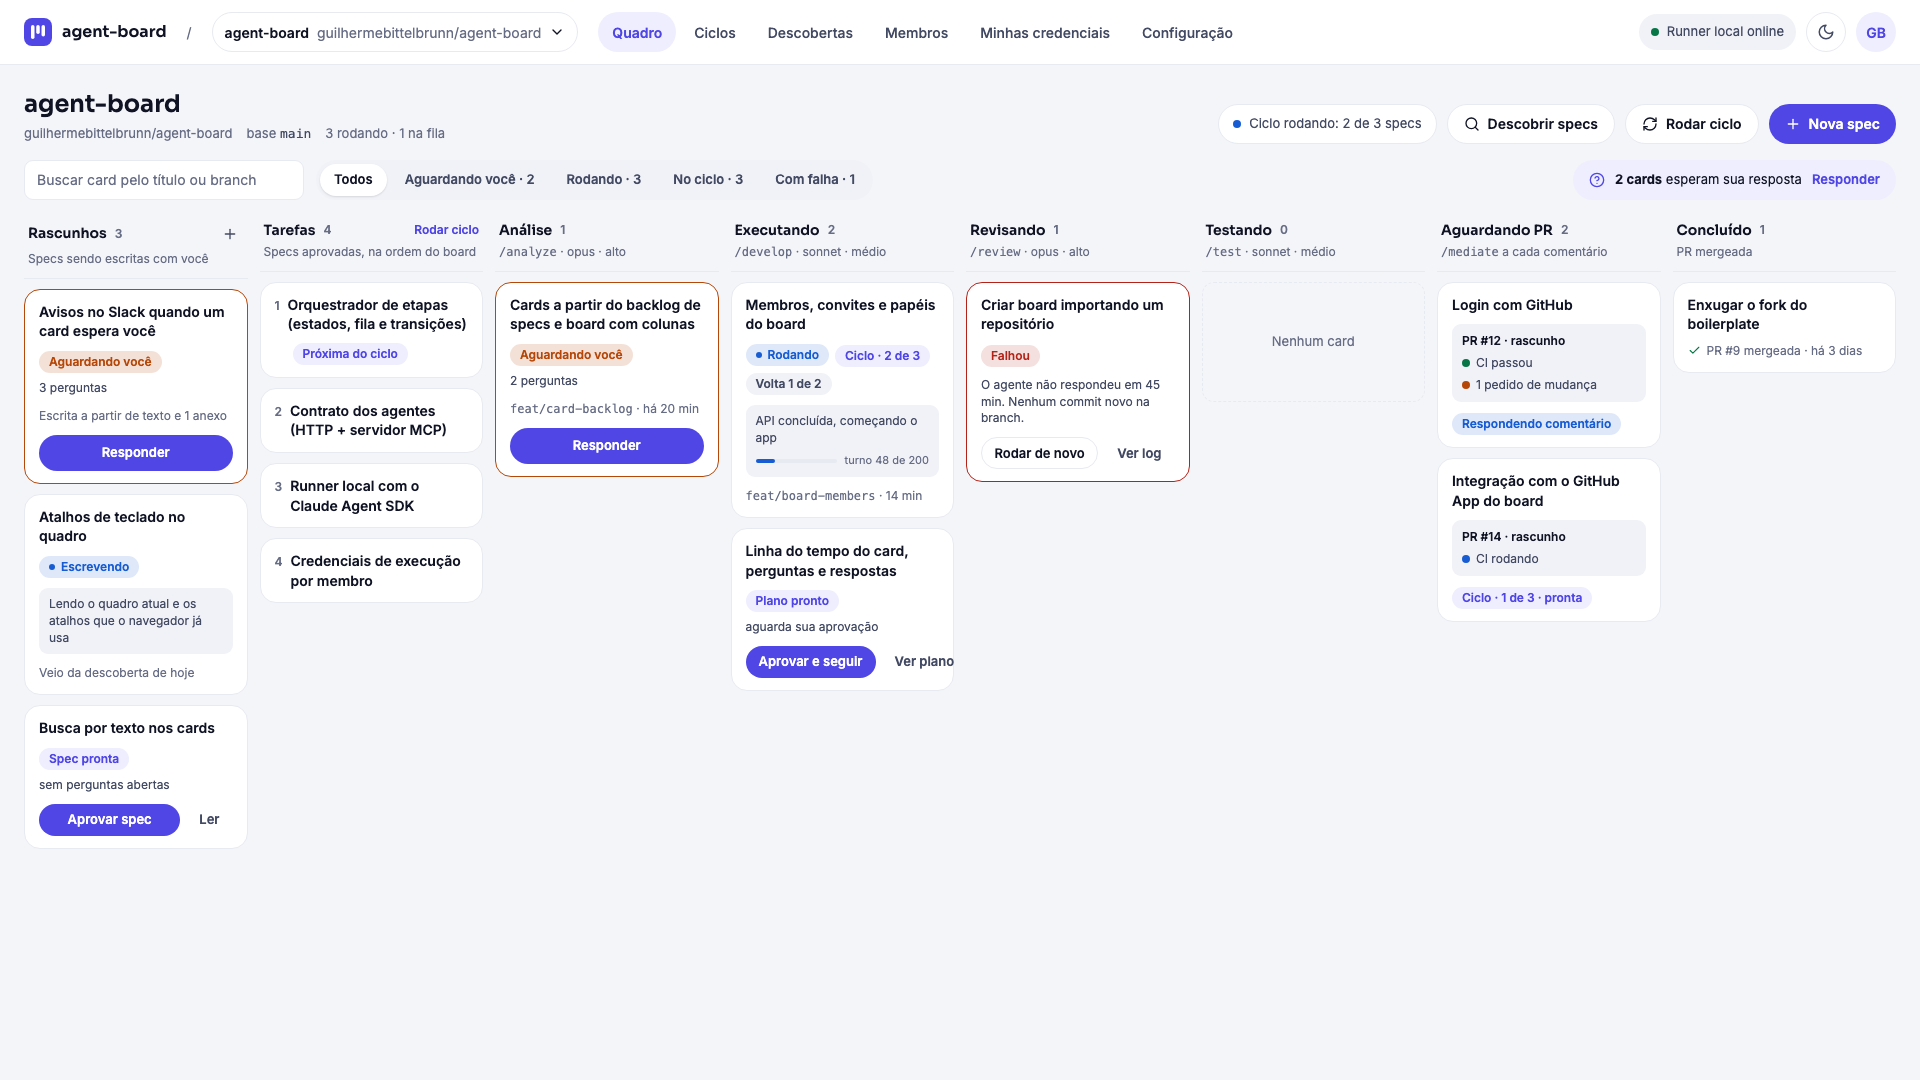 agent-board
/
agent-board guilhermebittelbrunn/agent-board
Quadro
Ciclos
Descobertas
Membros
Minhas credenciais
Configuração
Runner local online
GB
agent-board
guilhermebittelbrunn/agent-board base main 3 rodando · 1 na fila
Ciclo rodando: 2 de 3 specs
Descobrir specs
Rodar ciclo
Nova spec
Buscar card pelo título ou branch
Todos
Aguardando você · 2
Rodando · 3
No ciclo · 3
Com falha · 1
2 cards esperam sua resposta Responder
Rascunhos 3
Specs sendo escritas com você
Avisos no Slack quando um
card espera você
Aguardando você
3 perguntas
Escrita a partir de texto e 1 anexo
Responder
Atalhos de teclado no
quadro
Escrevendo
Lendo o quadro atual e os
atalhos que o navegador já
usa
Veio da descoberta de hoje
Busca por texto nos cards
Spec pronta
sem perguntas abertas
Aprovar spec
Ler
Tarefas 4
Rodar ciclo
Specs aprovadas, na ordem do board
1 Orquestrador de etapas
(estados, fila e transições)
Próxima do ciclo
2 Contrato dos agentes
(HTTP + servidor MCP)
3 Runner local com o
Claude Agent SDK
4 Credenciais de execução
por membro
Análise 1
/analyze · opus · alto
Cards a partir do backlog de
specs e board com colunas
Aguardando você
2 perguntas
feat/card-backlog · há 20 min
Responder
Executando 2
/develop · sonnet · médio
Membros, convites e papéis
do board
Rodando
Ciclo · 2 de 3
Volta 1 de 2
API concluída, começando o
app
turno 48 de 200
feat/board-members · 14 min
Linha do tempo do card,
perguntas e respostas
Plano pronto
aguarda sua aprovação
Aprovar e seguir
Ver plano
Revisando 1
/review · opus · alto
Criar board importando um
repositório
Falhou
O agente não respondeu em 45
min. Nenhum commit novo na
branch.
Rodar de novo
Ver log
Testando 0
/test · sonnet · médio
Nenhum card
Aguardando PR 2
/mediate a cada comentário
Login com GitHub
PR #12 · rascunho
CI passou
1 pedido de mudança
Respondendo comentário
Integração com o GitHub
App do board
PR #14 · rascunho
CI rodando
Ciclo · 1 de 3 · pronta
Concluído 1
PR mergeada
Enxugar o fork do
boilerplate
PR #9 mergeada · há 3 dias